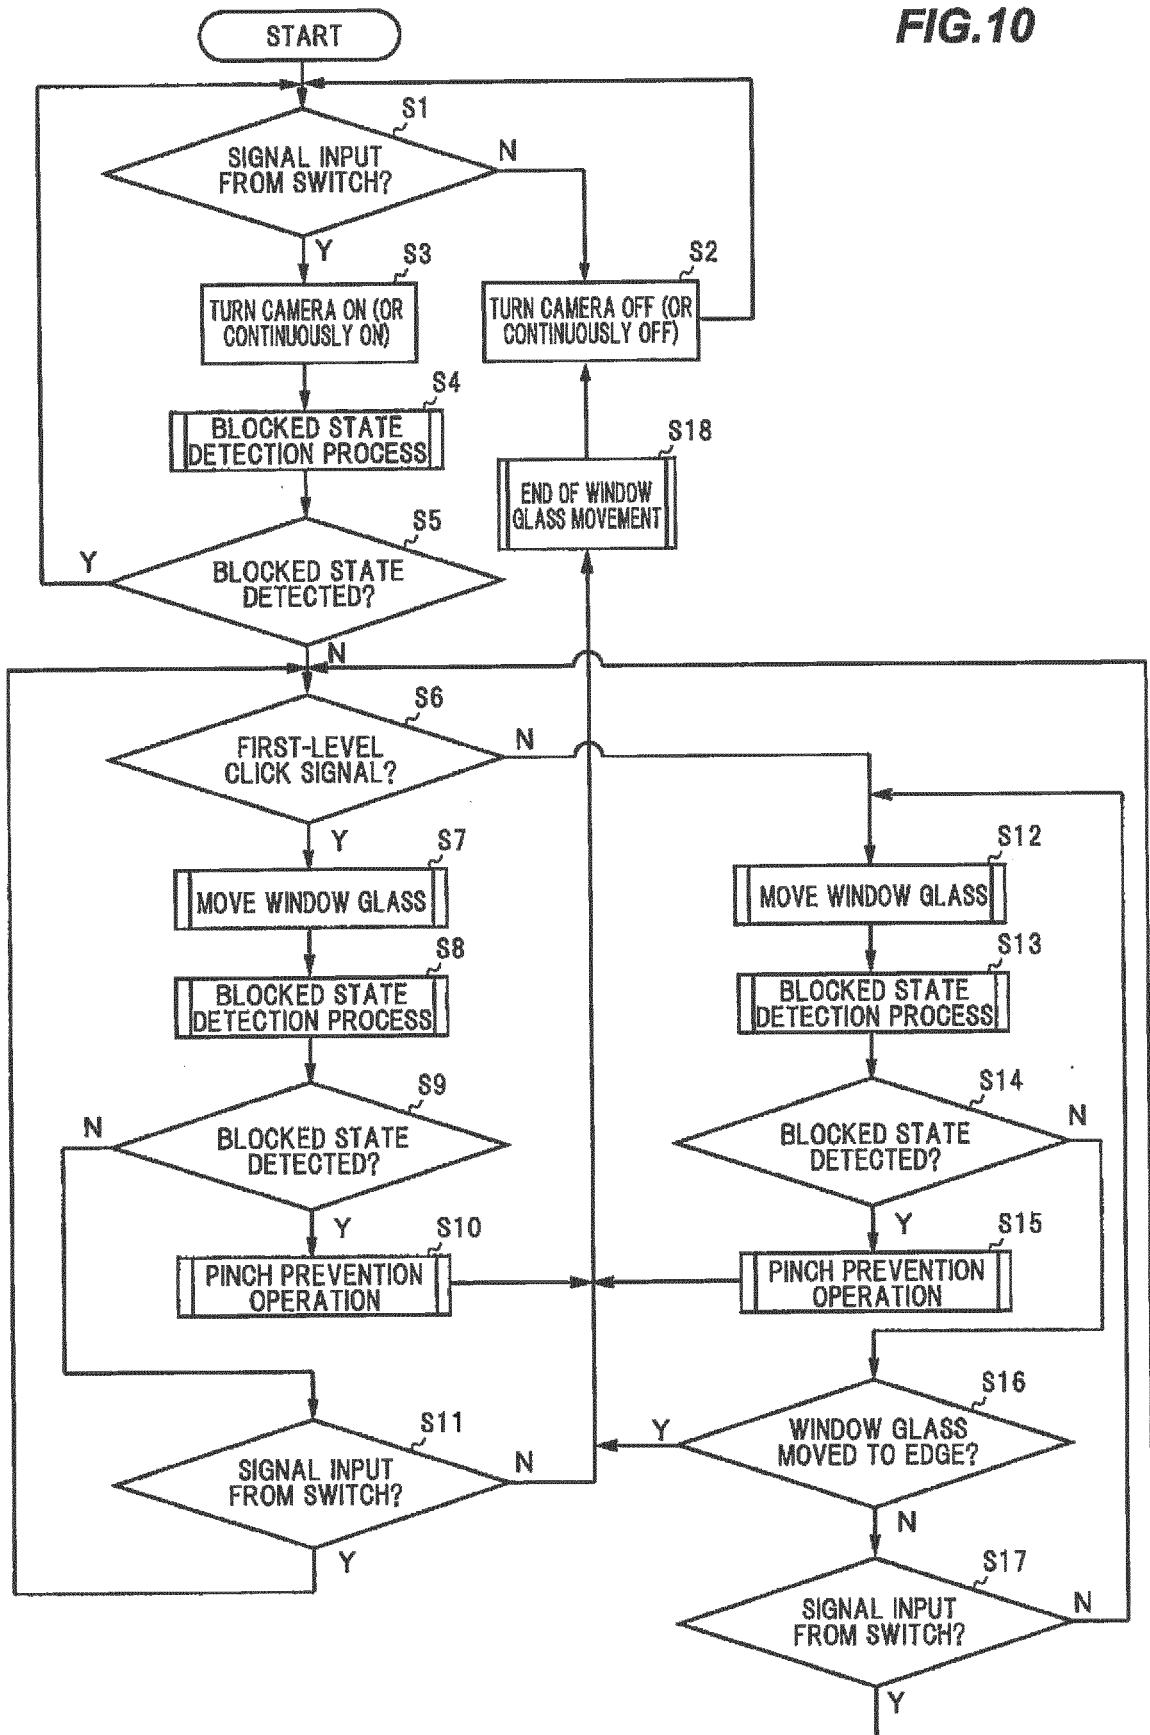 FIG.10
START
S1
SIGNAL INPUT
FROM SWITCH?
N
Y
S3
TURN CAMERA ON (OR
CONTINUOUSLY ON)
S2
TURN CAMERA OFF (OR
CONTINUOUSLY OFF)
S4
BLOCKED STATE
DETECTION PROCESS
S18
END OF WINDOW
GLASS MOVEMENT
S5
Y
BLOCKED STATE
DETECTED?
N
S6
FIRST-LEVEL
CLICK SIGNAL?
N
Y
S7
MOVE WINDOW GLASS
S8
BLOCKED STATE
DETECTION PROCESS
S9
N
BLOCKED STATE
DETECTED?
Y
S10
PINCH PREVENTION
OPERATION
S11
SIGNAL INPUT
FROM SWITCH?
N
Y
S12
MOVE WINDOW GLASS
S13
BLOCKED STATE
DETECTION PROCESS
S14
N
BLOCKED STATE
DETECTED?
Y
S15
PINCH PREVENTION
OPERATION
S16
Y
WINDOW GLASS
MOVED TO EDGE?
N
S17
SIGNAL INPUT
FROM SWITCH?
N
Y